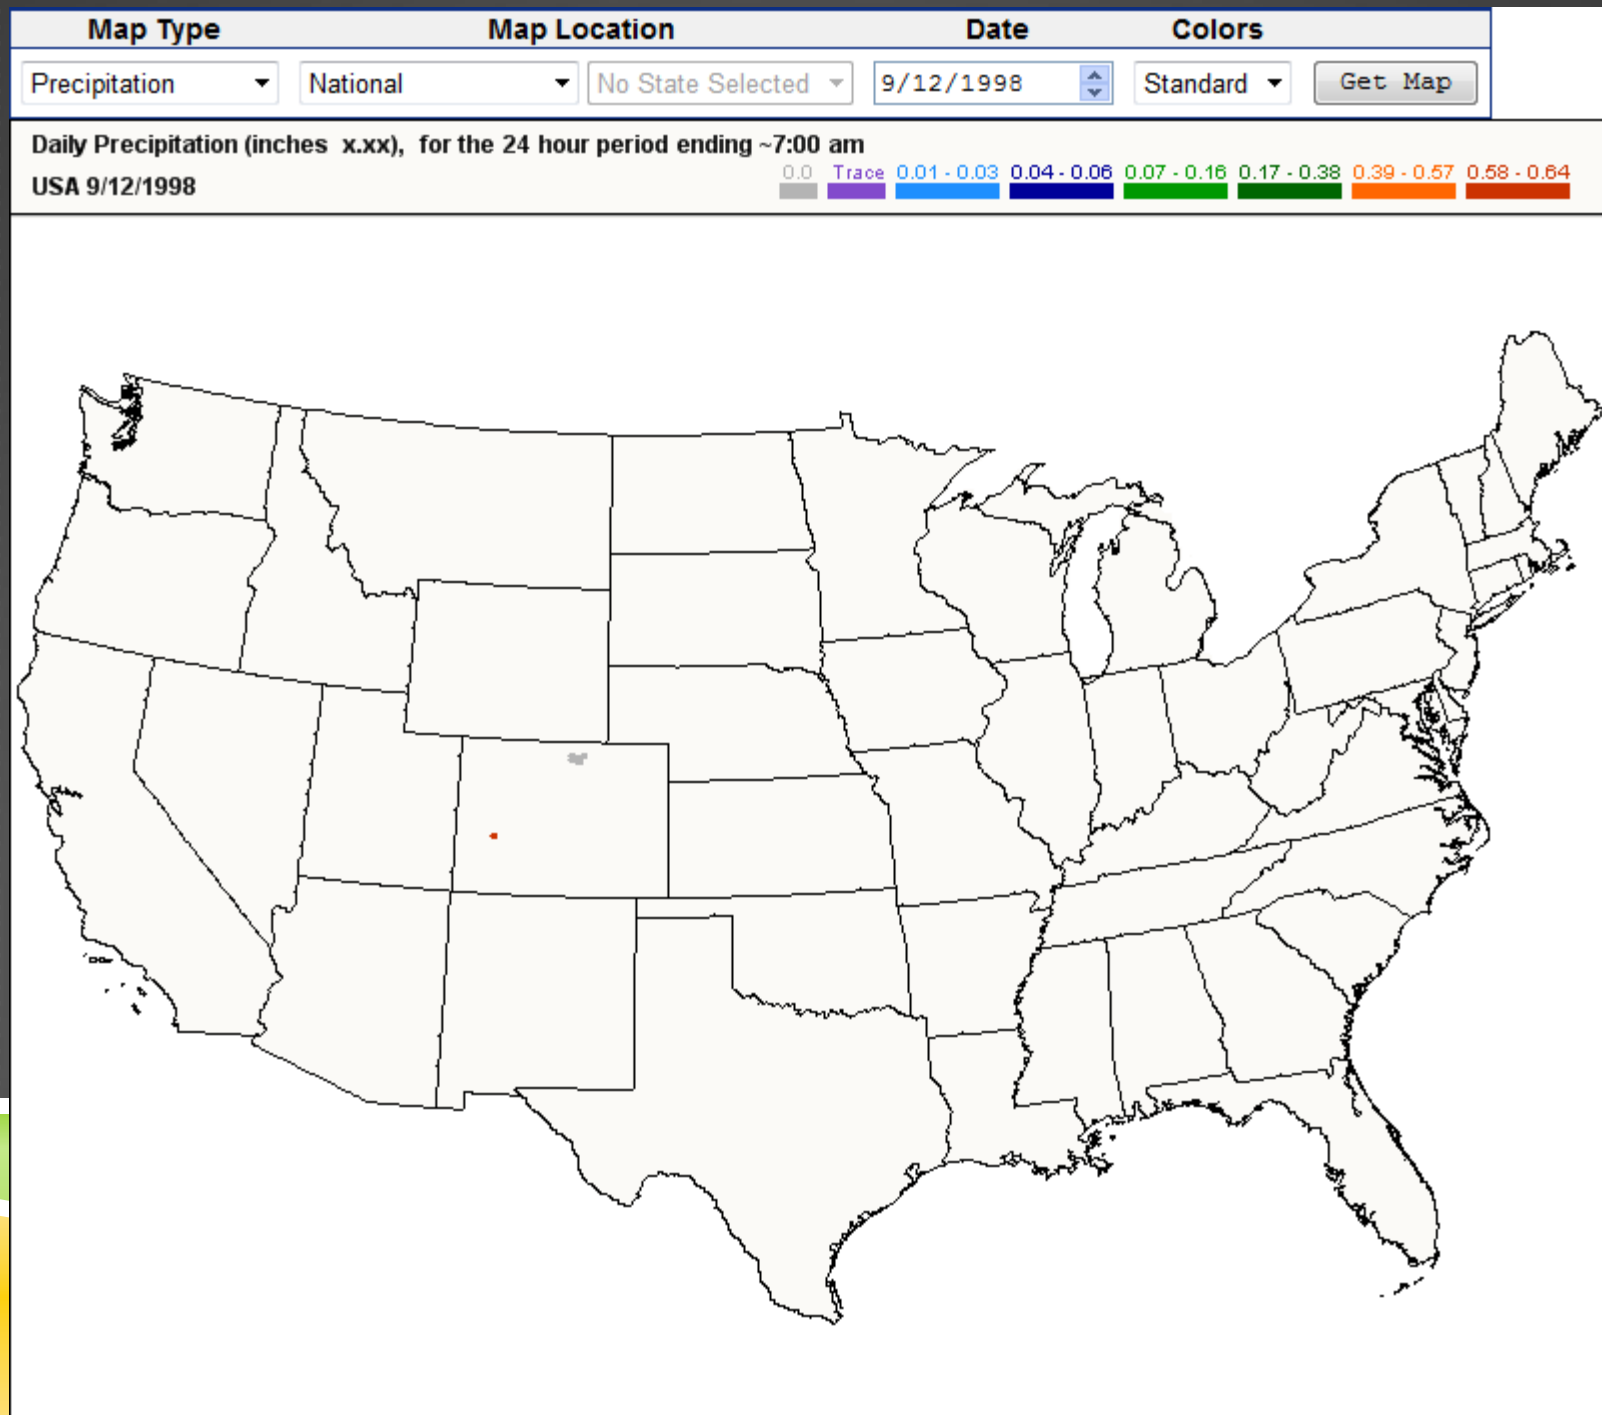 Map Type Map Location Date Colors
Precipitation National No State Selected 9/12/1998 Standard Get Map
Daily Precipitation (inches x.xx), for the 24 hour period ending ~7:00 am
0.0 Trace 0.01 - 0.03 0.04 - 0.06 0.07 - 0.16 0.17 - 0.38 0.39 - 0.57 0.58 - 0.64
USA 9/12/1998